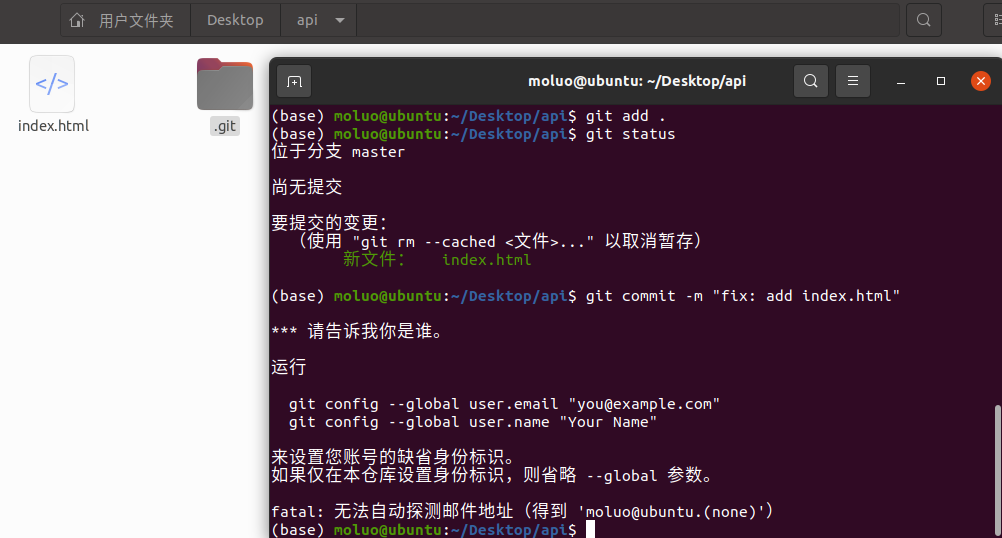 用户文件夹 Desktop api
index.html
.git
moluo@ubuntu: ~/Desktop/api
(base) moluo@ubuntu:~/Desktop/api$ git add .
(base) moluo@ubuntu:~/Desktop/api$ git status
位于分支 master
尚无提交
要提交的变更：
（使用 "git rm --cached <文件>..." 以取消暂存）
新文件： index.html
(base) moluo@ubuntu:~/Desktop/api$ git commit -m "fix: add index.html"
*** 请告诉我你是谁。
运行
git config --global user.email "you@example.com"
git config --global user.name "Your Name"
来设置您账号的缺省身份标识。
如果仅在本仓库设置身份标识，则省略 --global 参数。
fatal: 无法自动探测邮件地址（得到 'moluo@ubuntu.(none)'）
(base) moluo@ubuntu:~/Desktop/api$